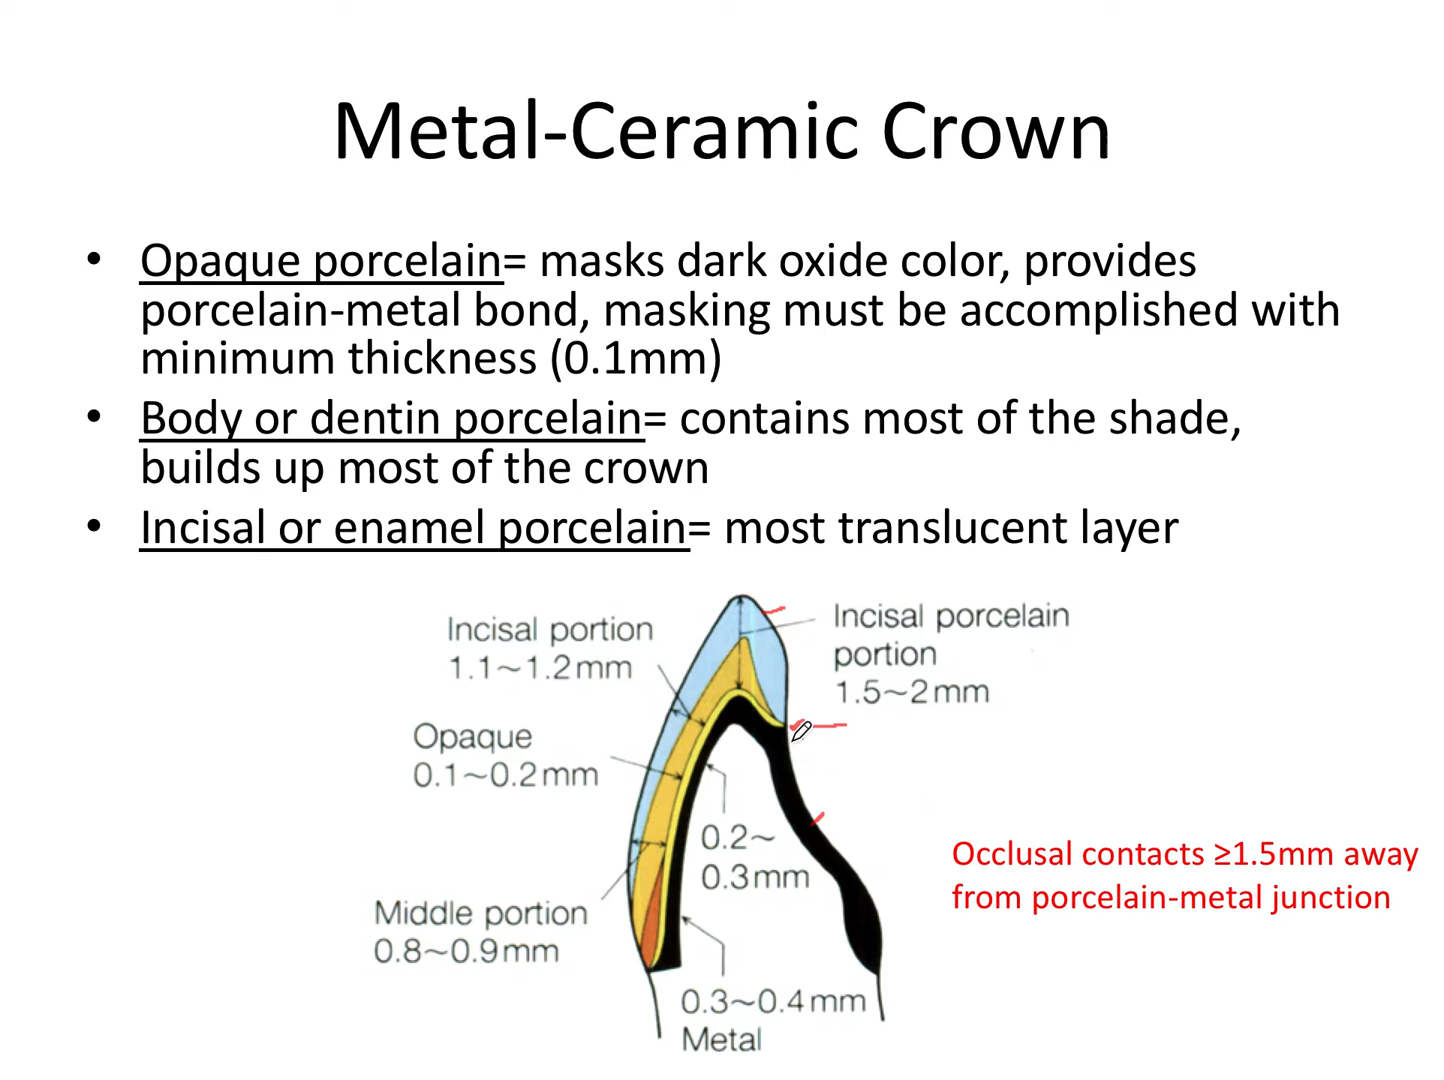 Metal-Ceramic Crown
• Opaque porcelain= masks dark oxide color, provides
porcelain-metal bond, masking must be accomplished with
minimum thickness (0.1mm)
• Body or dentin porcelain= contains most of the shade,
builds up most of the crown
• Incisal or enamel porcelain= most translucent layer
Incisal portion
1.1~1.2mm
Incisal porcelain
portion
1.5~2mm
Opaque
0.1~0.2mm
0.2~
0.3mm
Occlusal contacts ≥1.5mm away
from porcelain-metal junction
Middle portion
0.8~0.9mm
0.3~0.4mm
Metal